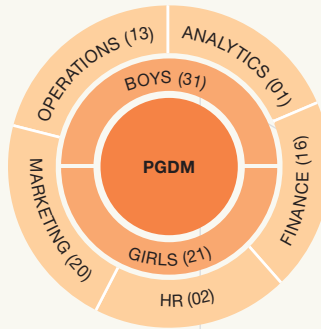 OPERATIONS (13)
ANALYTICS (01)
BOYS (31)
PGDM
FINANCE (16)
MARKETING (20)
GIRLS (21)
HR (02)